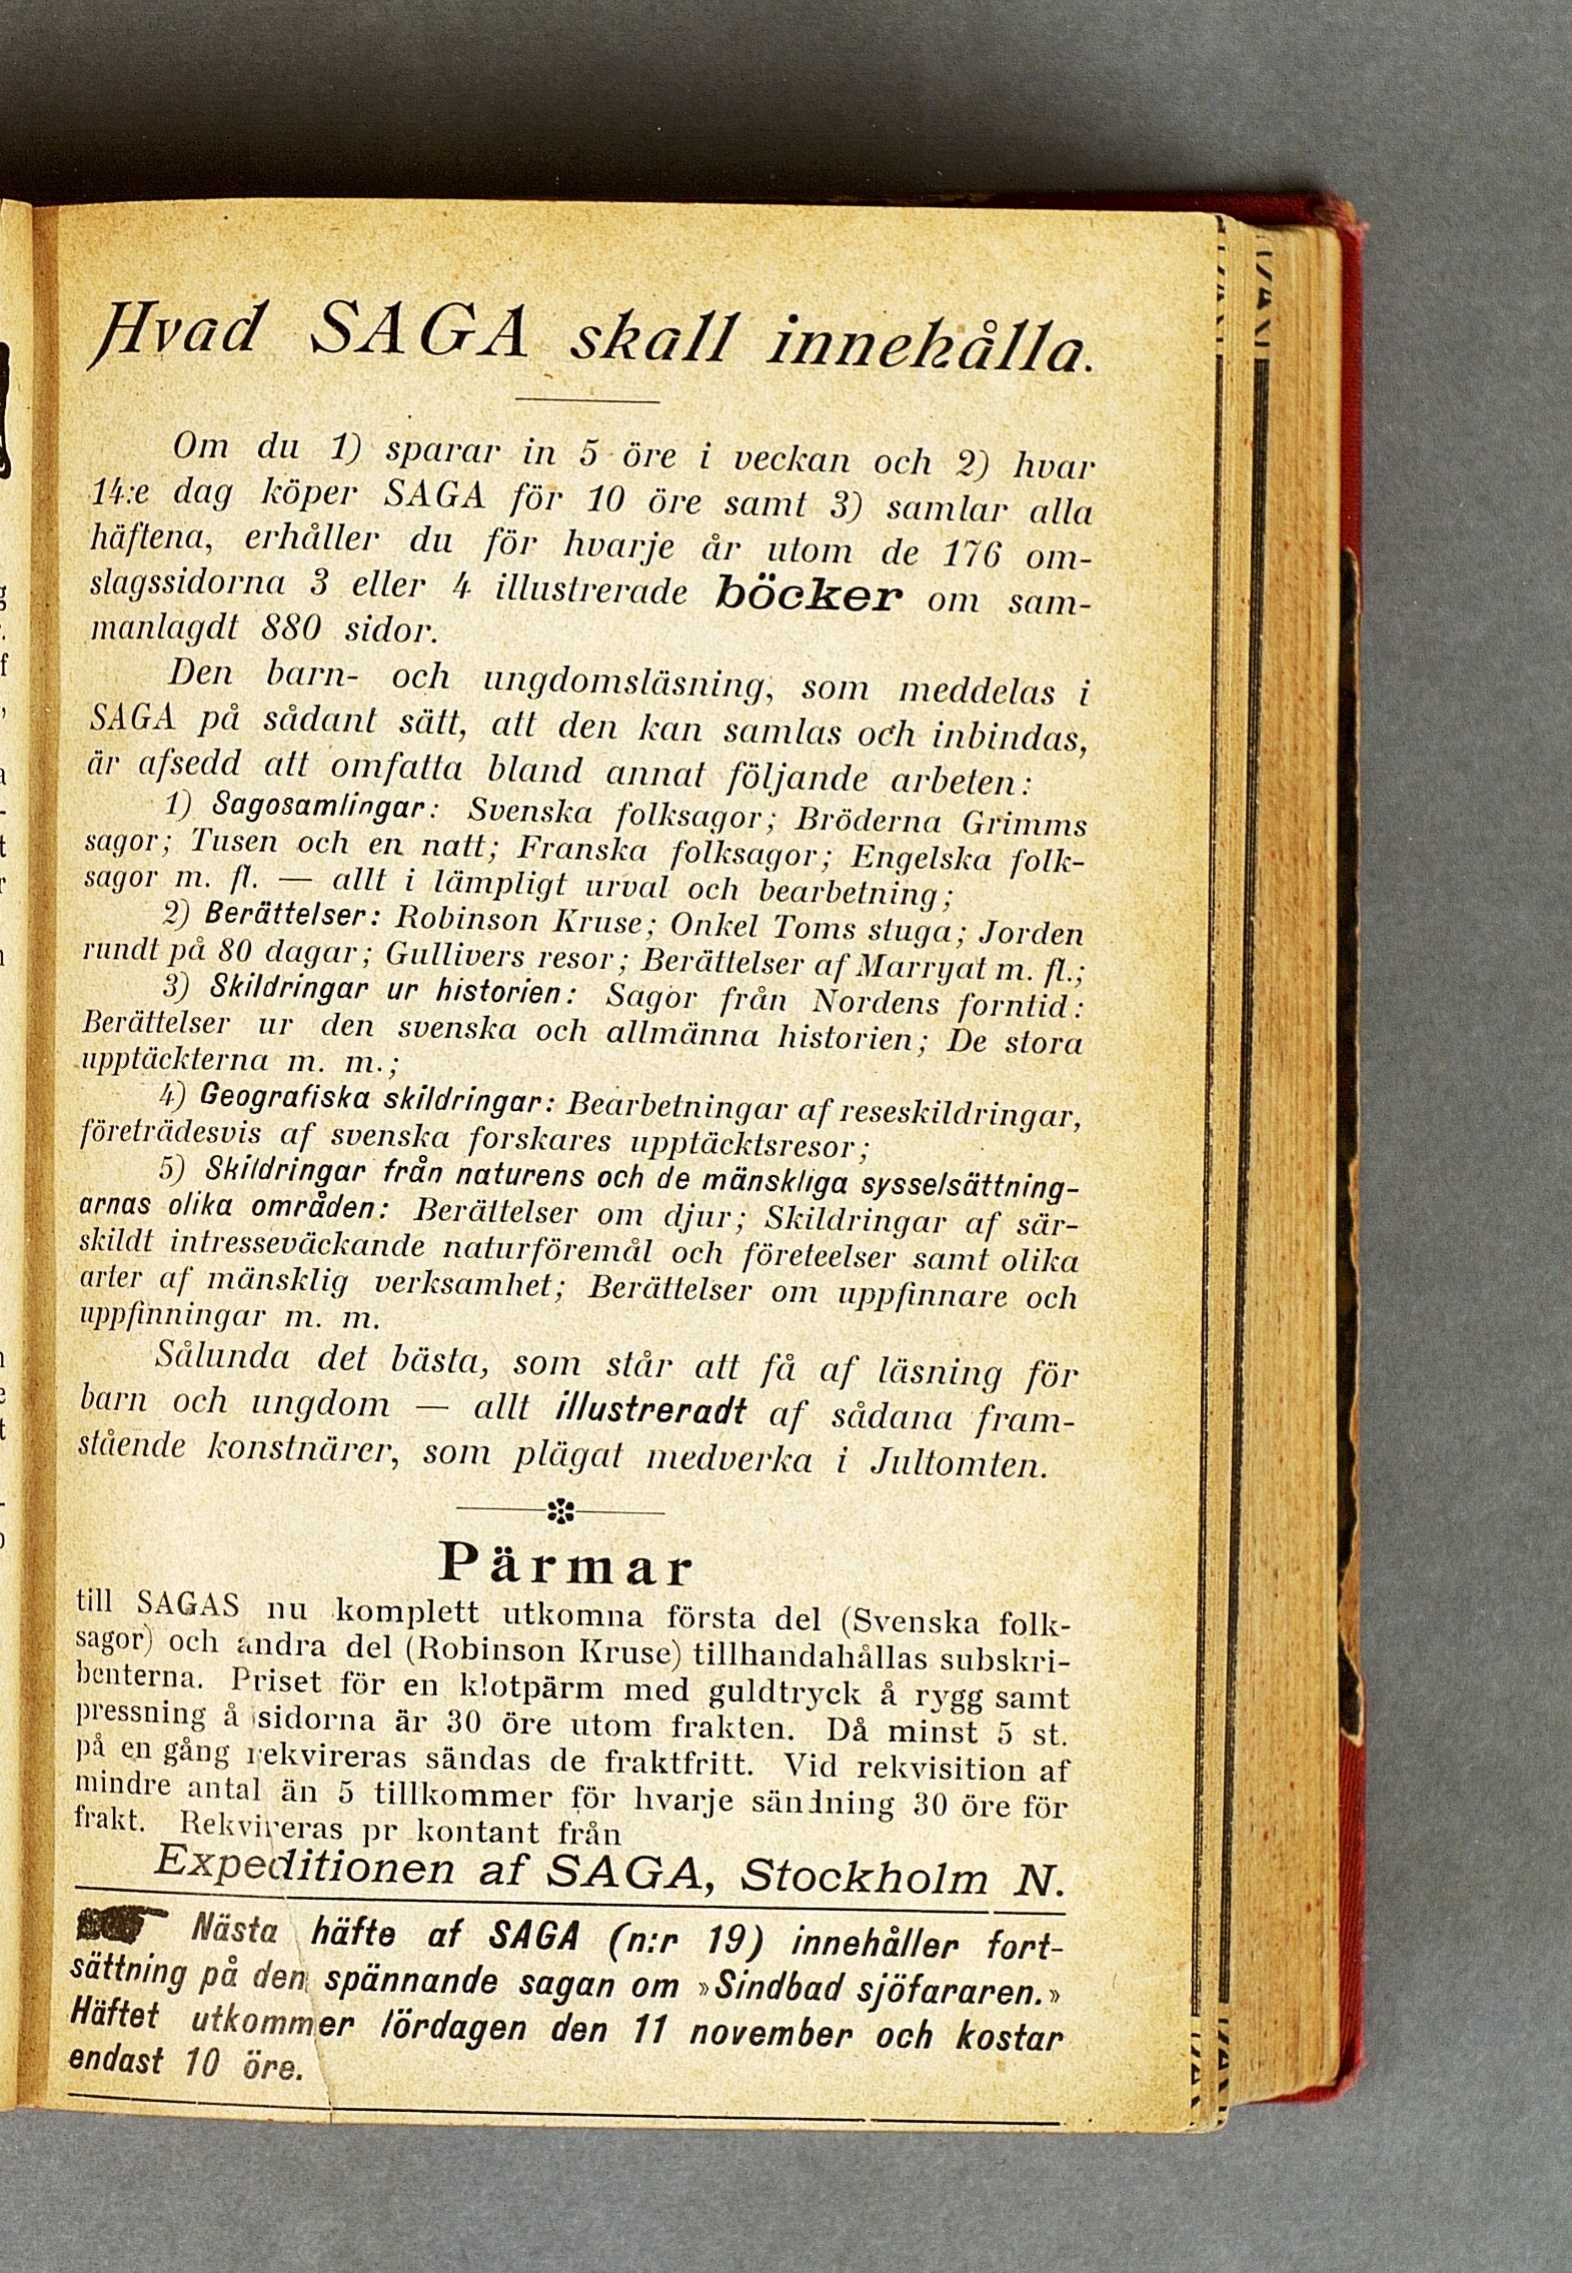 Hvad SAGA skall innehålla.
Om du 1) sparar in 5 öre i veckan och 2) hvar
14:e dag köper SAGA för 10 öre samt 3) samlar alla
häftena, erhåller du för hvarje år utom de 176 om-
slagssidorna 3 eller 4 illustrerade böcker om sam-
manlagdt 880 sidor.
Den barn- och ungdomsläsning, som meddelas i
SAGA på sådant sätt, att den kan samlas och inbindas,
är afsedd att omfatta bland annat följande arbeten:
1) Sagosamlingar: Svenska folksagor; Bröderna Grimms
sagor; Tusen och en natt; Franska folksagor; Engelska folk-
sagor m. fl. — allt i lämpligt urval och bearbetning;
2) Berättelser: Robinson Kruse; Onkel Toms stuga; Jorden
rundt på 80 dagar; Gullivers resor; Berättelser af Marryat m. fl.;
3) Skildringar ur historien: Sagor från Nordens forntid:
Berättelser ur den svenska och allmänna historien; De stora
upptäckterna m. m.;
4) Geografiska skildringar: Bearbetningar af reseskildringar,
företrädesvis af svenska forskares upptäcktsresor;
5) Skildringar från naturens och de mänskliga sysselsättning-
arnas olika områden: Berättelser om djur; Skildringar af sär-
skildt intresseväckande naturföremål och företeelser samt olika
arter af mänsklig verksamhet; Berättelser om uppfinnare och
uppfinningar m. m.
Sålunda det bästa, som står att få af läsning för
barn och ungdom — allt illustreradt af sådana fram-
stående konstnärer, som plägat medverka i Jultomten.
Pärmar
till SAGAS nu komplett utkomna första del (Svenska folk-
sagor) och andra del (Robinson Kruse) tillhandahållas subskri-
benterna. Priset för en klotpärm med guldtryck å rygg samt
pressning å sidorna är 30 öre utom frakten. Då minst 5 st.
på en gång rekvireras sändas de fraktfritt. Vid rekvisition af
mindre antal än 5 tillkommer för hvarje sändning 30 öre för
frakt. Rekvireras pr kontant från
Expeditionen af SAGA, Stockholm N.
Nästa häfte af SAGA (n:r 19) innehåller fort-
sättning på den spännande sagan om »Sindbad sjöfararen.»
Häftet utkommer lördagen den 11 november och kostar
endast 10 öre.